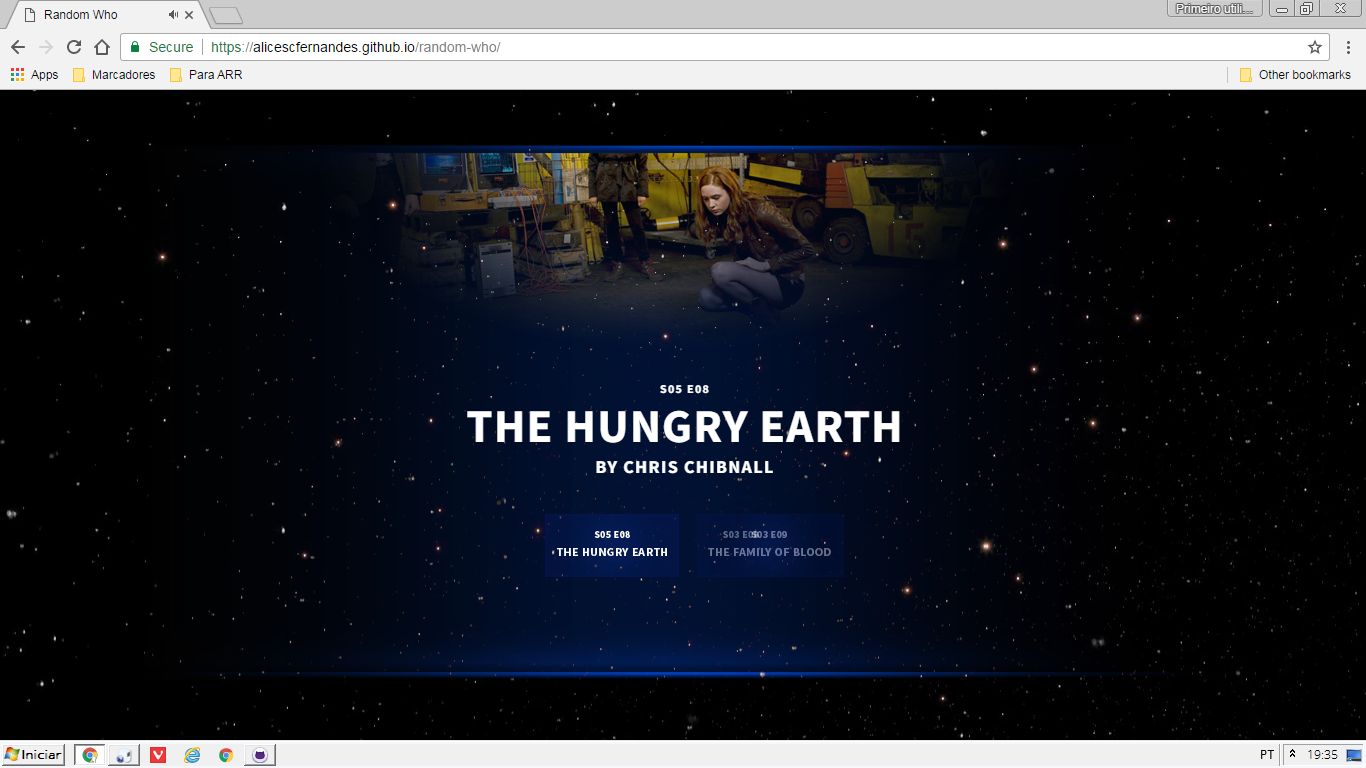 Random Who
Primeiro utili...
Secure
https://alicescfernandes.github.io/random-who/
Apps
Marcadores
Para ARR
Other bookmarks
15
S05 E08
THE HUNGRY EARTH
BY CHRIS CHIBNALL
S05 E08
THE HUNGRY EARTH
S03 E09
THE FAMILY OF BLOOD
Iniciar
PT
19:35